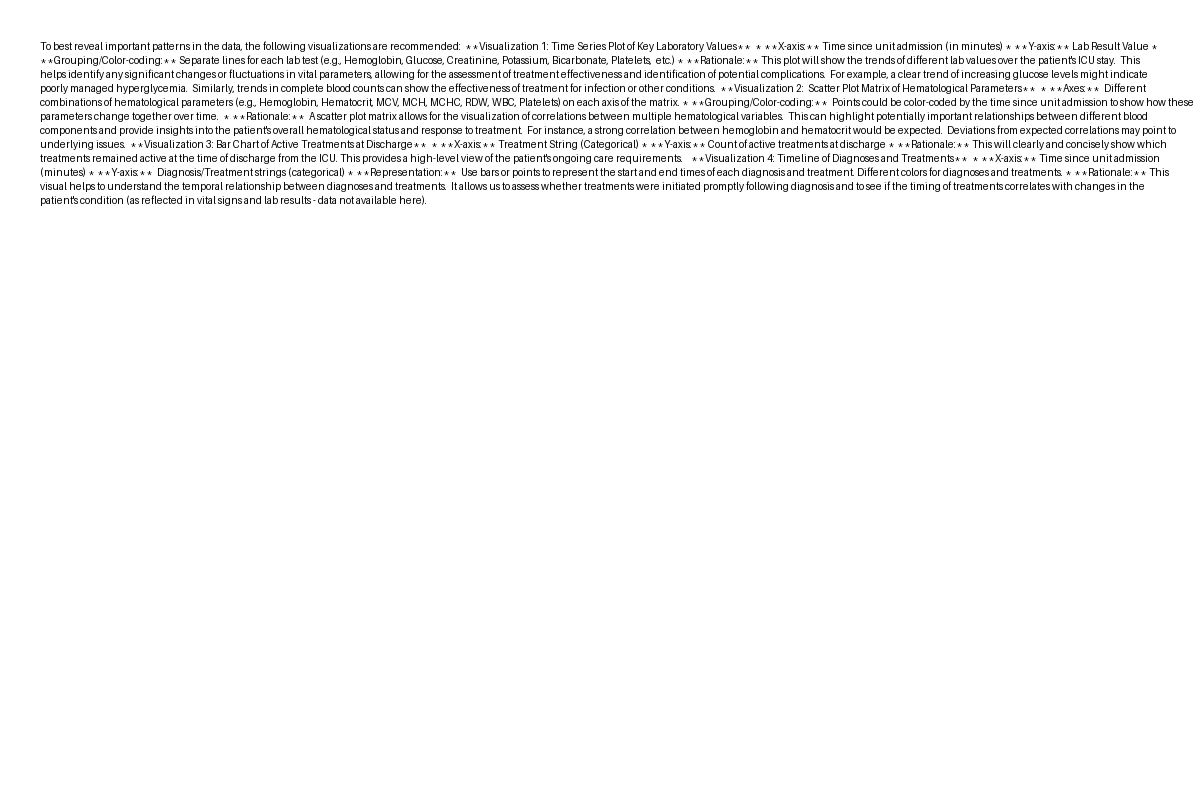 To best reveal important patterns in the data, the following visualizations are recommended:  **Visualization 1: Time Series Plot of Key Laboratory Values**  * **X-axis:** Time since unit admission (in minutes) * **Y-axis:** Lab Result Value *
**Grouping/Color-coding:** Separate lines for each lab test (e.g., Hemoglobin, Glucose, Creatinine, Potassium, Bicarbonate, Platelets, etc.) * **Rationale:** This plot will show the trends of different lab values over the patient's ICU stay.  This
helps identify any significant changes or fluctuations in vital parameters, allowing for the assessment of treatment effectiveness and identification of potential complications.  For example, a clear trend of increasing glucose levels might indicate
poorly managed hyperglycemia.  Similarly, trends in complete blood counts can show the effectiveness of treatment for infection or other conditions.  **Visualization 2:  Scatter Plot Matrix of Hematological Parameters**  * **Axes:**  Different
combinations of hematological parameters (e.g., Hemoglobin, Hematocrit, MCV, MCH, MCHC, RDW, WBC, Platelets) on each axis of the matrix. * **Grouping/Color-coding:**  Points could be color-coded by the time since unit admission to show how these
parameters change together over time.  * **Rationale:**  A scatter plot matrix allows for the visualization of correlations between multiple hematological variables.  This can highlight potentially important relationships between different blood
components and provide insights into the patient's overall hematological status and response to treatment.  For instance, a strong correlation between hemoglobin and hematocrit would be expected.  Deviations from expected correlations may point to
underlying issues.  **Visualization 3: Bar Chart of Active Treatments at Discharge**  * **X-axis:** Treatment String (Categorical) * **Y-axis:** Count of active treatments at discharge * **Rationale:** This will clearly and concisely show which
treatments remained active at the time of discharge from the ICU. This provides a high-level view of the patient's ongoing care requirements.   **Visualization 4: Timeline of Diagnoses and Treatments**  * **X-axis:** Time since unit admission
(minutes) * **Y-axis:**  Diagnosis/Treatment strings (categorical) * **Representation:**  Use bars or points to represent the start and end times of each diagnosis and treatment. Different colors for diagnoses and treatments. * **Rationale:** This
visual helps to understand the temporal relationship between diagnoses and treatments.  It allows us to assess whether treatments were initiated promptly following diagnosis and to see if the timing of treatments correlates with changes in the
patient's condition (as reflected in vital signs and lab results - data not available here).